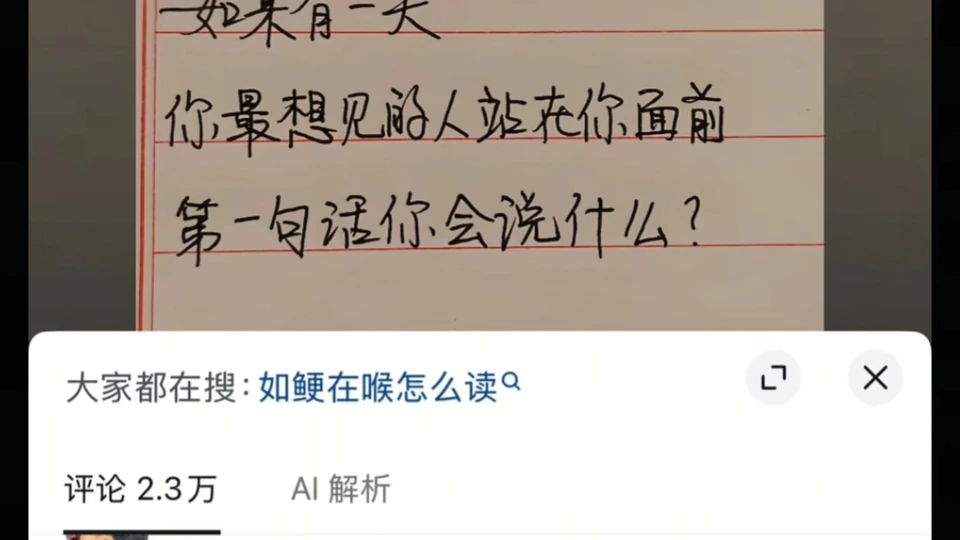 一如果有一天
你最想见的人站在你面前
第一句话你会说什么？
大家都在搜：如鲠在喉怎么读
评论 2.3万
AI 解析